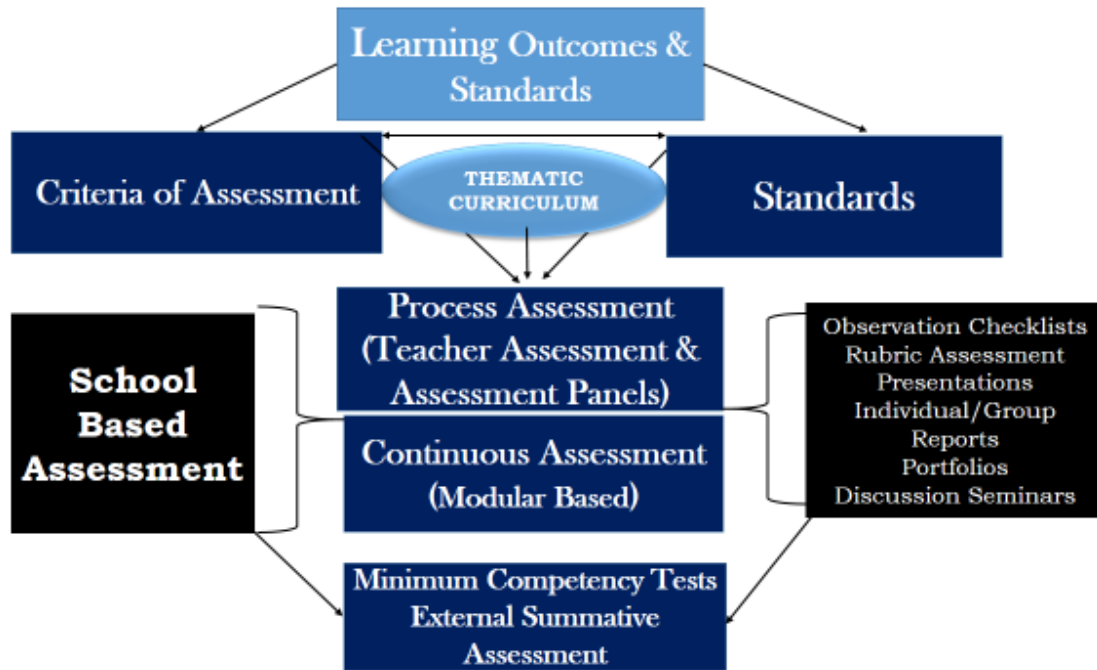 Learning Outcomes &
Standards
Criteria of Assessment
THEMATIC
CURRICULUM
Standards
Process Assessment
(Teacher Assessment &
Assessment Panels)
School
Based
Assessment
Continuous Assessment
(Modular Based)
Observation Checklists
Rubric Assessment
Presentations
Individual/Group
Reports
Portfolios
Discussion Seminars
Minimum Competency Tests
External Summative
Assessment